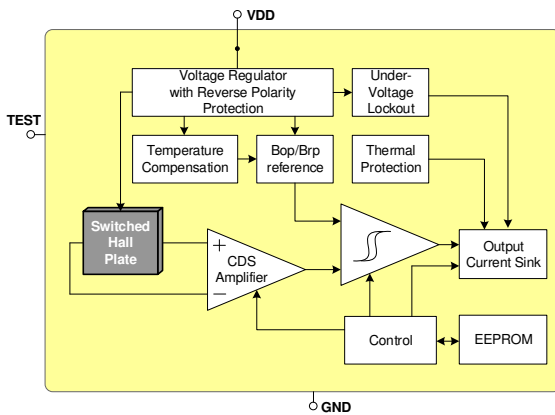 VDD
Voltage Regulator
with Reverse Polarity
Protection
Under-
Voltage
Lockout
TEST
Temperature
Compensation
Bop/Brp
reference
Thermal
Protection
Switched
Hall
Plate
+
CDS
Amplifier
−
Output
Current Sink
Control
EEPROM
GND